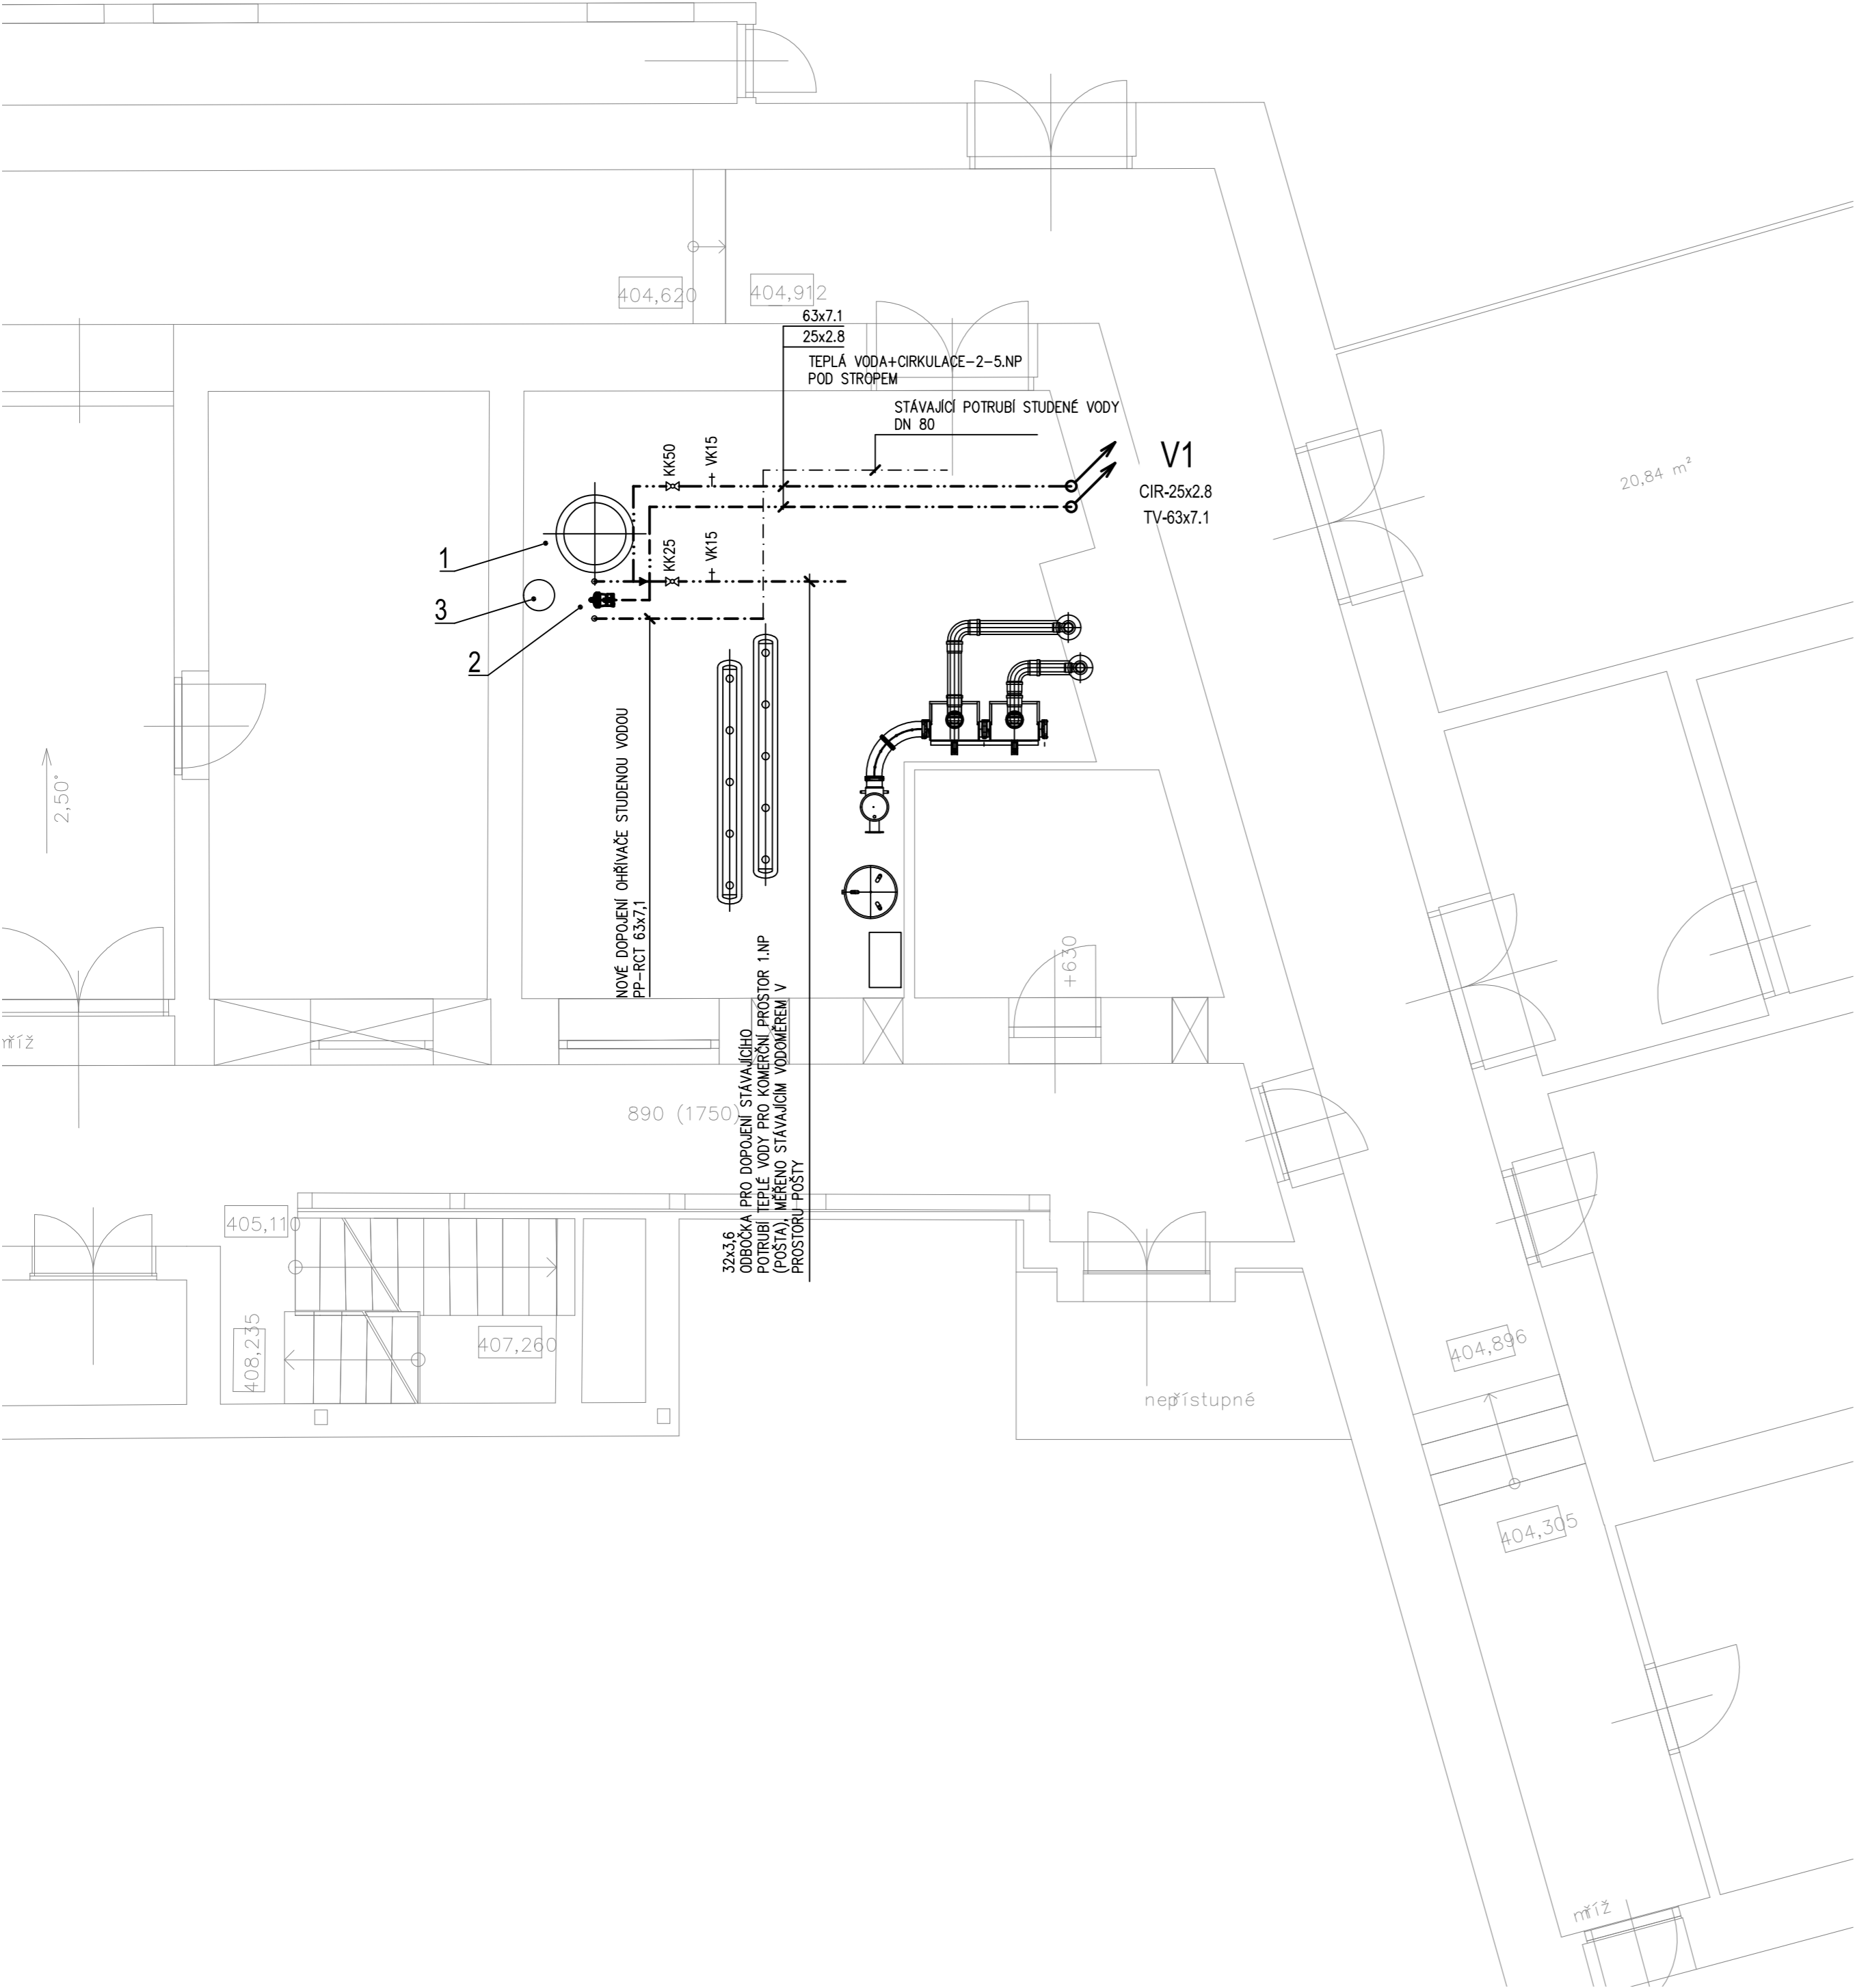 404,620
404,912
63x7.1
25x2.8
TEPLÁ VODA+CIRKULACE-2-5.NP
POD STROPEM
STÁVAJÍCÍ POTRUBÍ STUDENÉ VODY
DN 80
KK50
VK15
V1
CIR-25x2.8
TV-63x7.1
20,84 m²
KK25
VK15
1
3
2
2,50°
NOVÉ DOPOJENÍ OHŘÍVAČE STUDENOU VODOU
PP-RCT 63x7,1
+630
mříž
890 (1750)
32x3,6
ODBOČKA PRO DOPOJENÍ STÁVAJÍCÍHO
POTRUBÍ TEPLÉ VODY PRO KOMERČNÍ PROSTOR 1.NP
(POŠTA), MĚŘENO STÁVAJÍCÍM VODOMĚREM V
PROSTORU POŠTY
405,110
408,235
407,260
nepřístupné
404,896
404,305
mříž